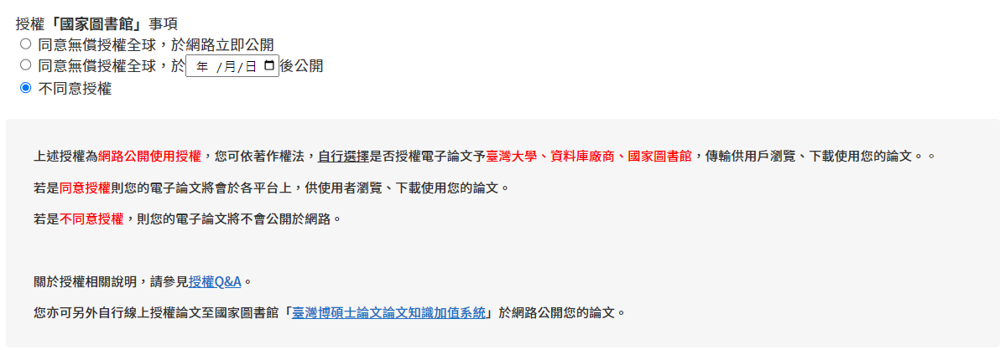 授權「國家圖書館」事項
同意無償授權全球，於網路立即公開
同意無償授權全球，於 年 /月/日 後公開
不同意授權
上述授權為網路公開使用授權，您可依著作權法，自行選擇是否授權電子論文予臺灣大學、資料庫廠商、國家圖書館，傳輸供用戶瀏覽、下載使用您的論文。。
若是同意授權則您的電子論文將會於各平台上，供使用者瀏覽、下載使用您的論文。
若是不同意授權，則您的電子論文將不會公開於網路。
關於授權相關說明，請參見授權Q&A。
您亦可另外自行線上授權論文至國家圖書館「臺灣博碩士論文論文知識加值系統」於網路公開您的論文。